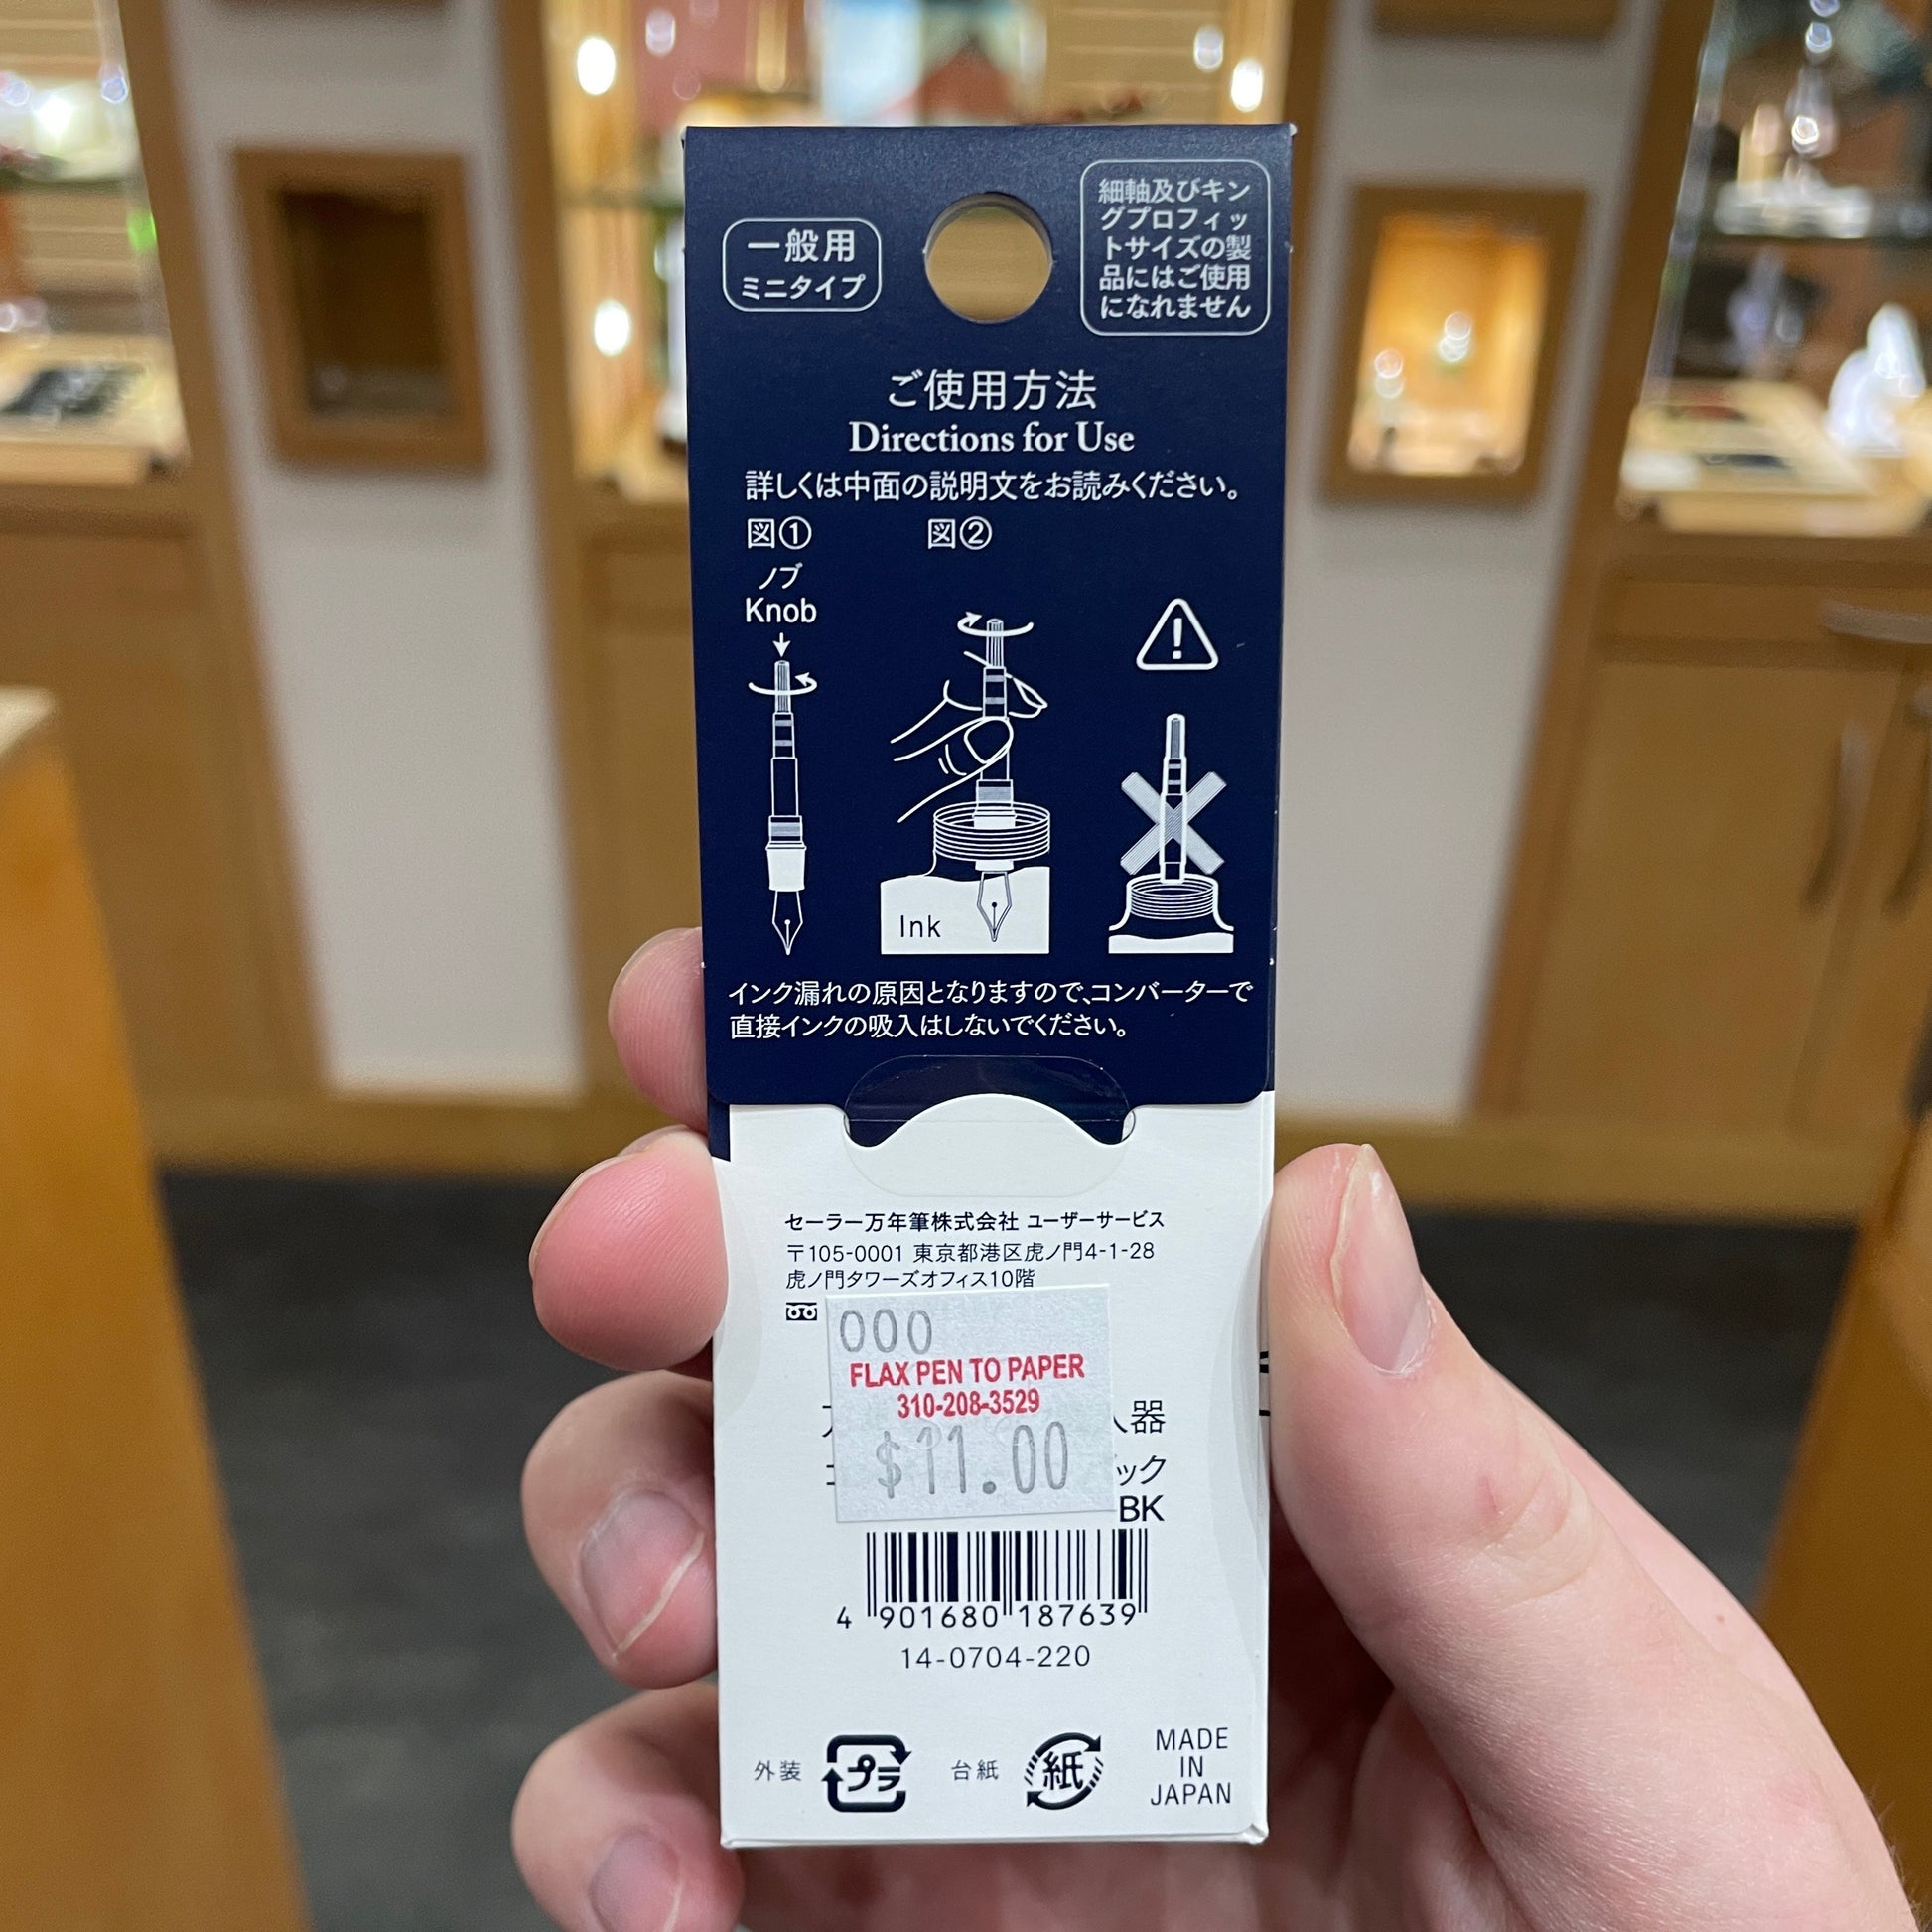 一般用
ミニタイプ
細軸及びキン
グプロフィッ
トサイズの製
品にはご使用
になれません
ご使用方法
Directions for Use
詳しくは中面の説明文をお読みください。
図①
図②
ノブ
Knob
Ink
インク漏れの原因となりますので、コンバーターで
直接インクの吸入はしないでください。
セーラー万年筆株式会社 ユーザーサービス
〒105-0001 東京都港区虎ノ門4-1-28
虎ノ門タワーズオフィス10階
000
FLAX PEN TO PAPER
310-208-3529
$11.00
器
ック
BK
4 901680 187639
14-0704-220
外装
プラ
台紙
紙
MADE
IN
JAPAN